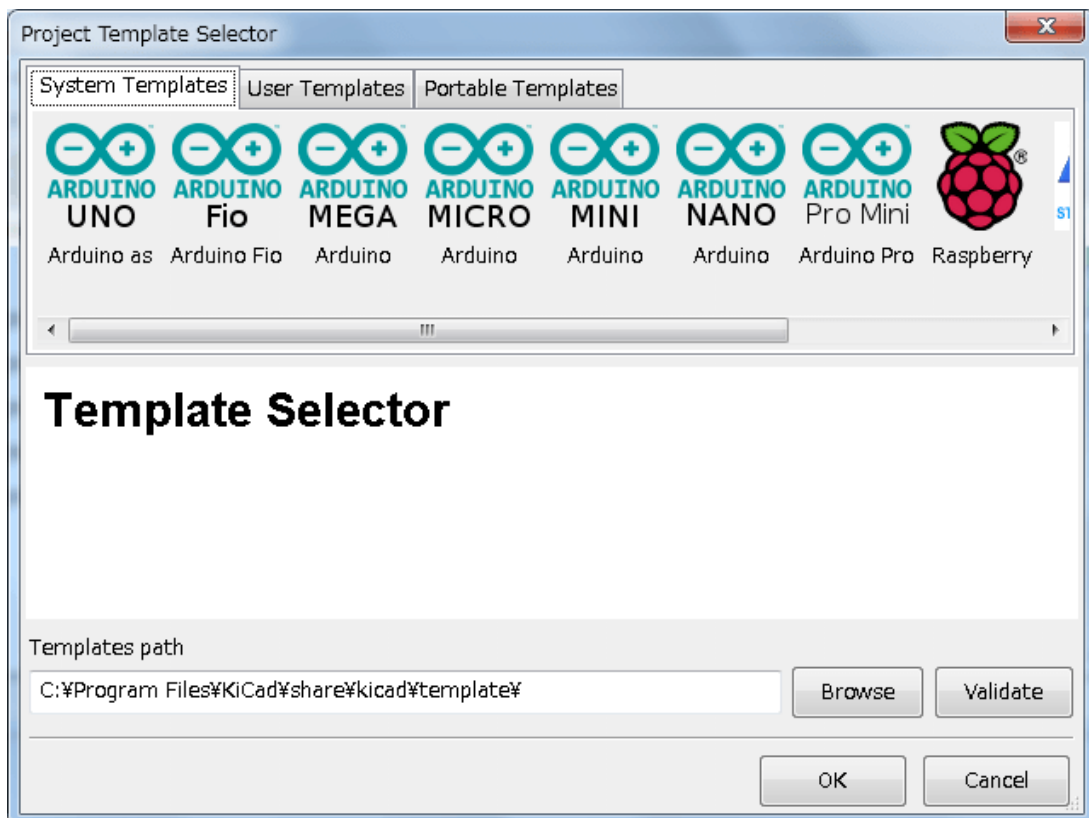 Project Template Selector
System Templates User Templates Portable Templates
ARDUINO ARDUINO ARDUINO ARDUINO ARDUINO ARDUINO ARDUINO
UNO Fio MEGA MICRO MINI NANO Pro Mini
Arduino as Arduino Fio Arduino Arduino Arduino Arduino Arduino Pro Raspberry
Template Selector
Templates path
C:¥Program Files¥KiCad¥share¥kicad¥template¥ Browse Validate
OK Cancel